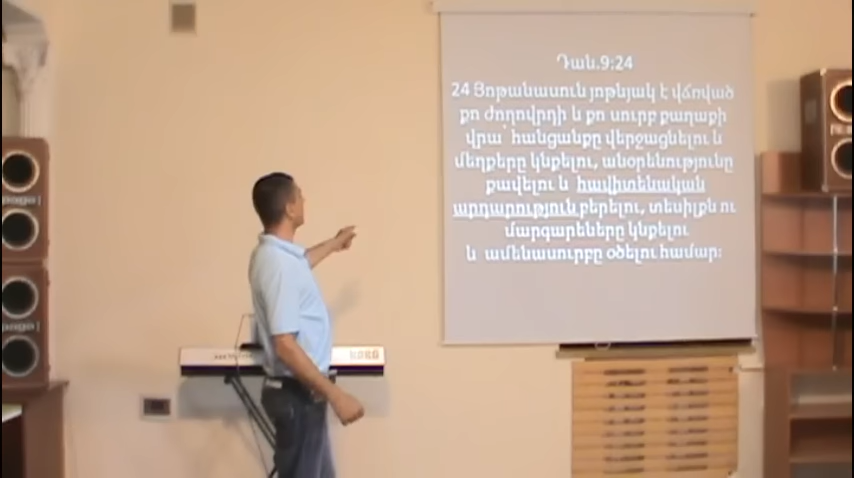 Դան.9:24
24 Յոթանասուն յոթնյակ է վճռված
քո ժողովրդի և քո սուրբ քաղաքի
վրա՝ հանցանքը վերջացնելու և
մեղքերը կնքելու, անօրենությունը
քավելու և հավիտենական
արդարություն բերելու, տեսիլքն ու
մարգարեները կնքելու
և ամենասուրբը օծելու համար։
KORG